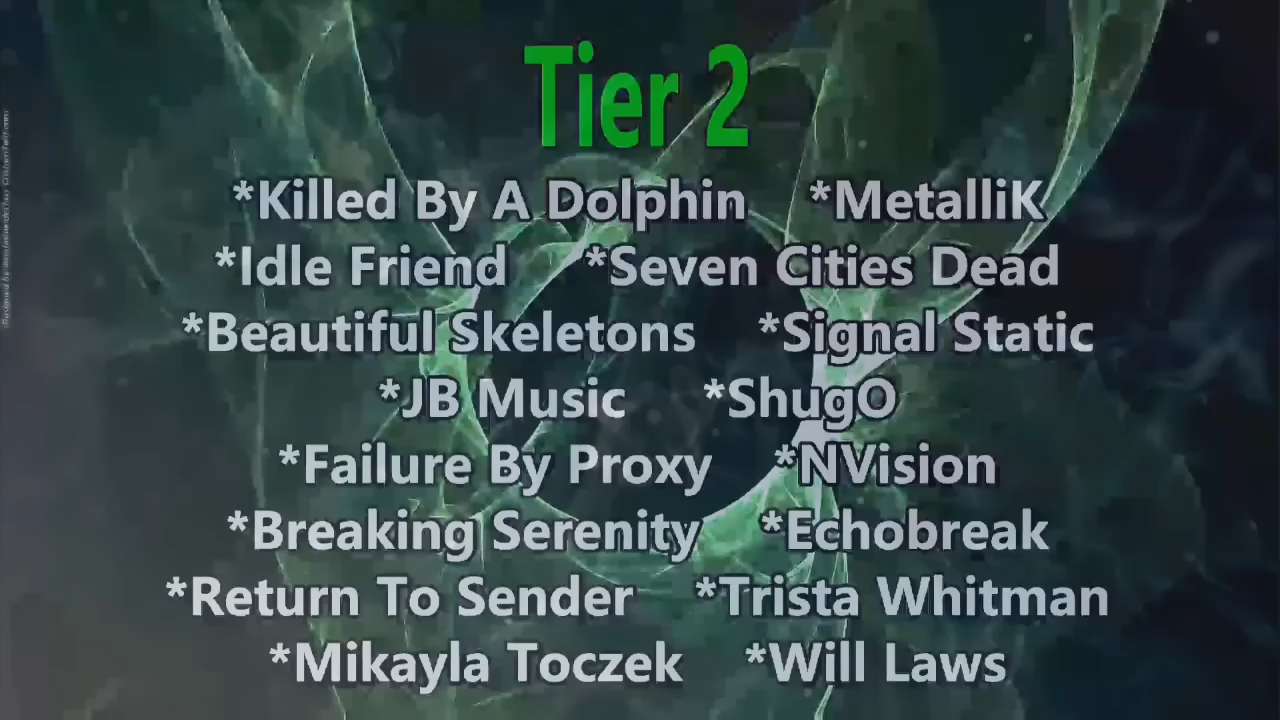 Tier 2
*Killed By A Dolphin *MetalliK
*Idle Friend *Seven Cities Dead
*Beautiful Skeletons *Signal Static
*JB Music *ShugO
*Failure By Proxy *NVision
*Breaking Serenity *Echobreak
*Return To Sender *Trista Whitman
*Mikayla Toczek *Will Laws